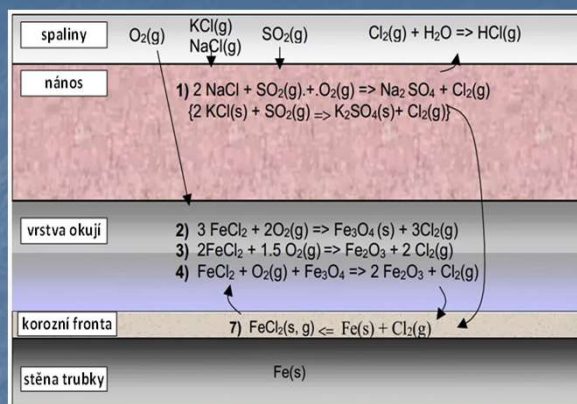 spaliny
O₂(g)
KCl(g)
NaCl(g)
SO₂(g)
Cl₂(g) + H₂O => HCl(g)
nános
1) 2 NaCl + SO₂(g).+.O₂(g) => Na₂ SO₄ + Cl₂(g)
{2 KCl(s) + SO₂(g) => K₂SO₄(s)+ Cl₂(g)}
vrstva okují
2) 3 FeCl₂ + 2O₂(g) => Fe₃O₄ (s) + 3Cl₂(g)
3) 2FeCl₂ + 1.5 O₂(g) => Fe₂O₃ + 2 Cl₂(g)
4) FeCl₂ + O₂(g) + Fe₃O₄ => 2 Fe₂O₃ + Cl₂(g)
korozní fronta
7) FeCl₂(s, g) <= Fe(s) + Cl₂(g)
stěna trubky
Fe(s)